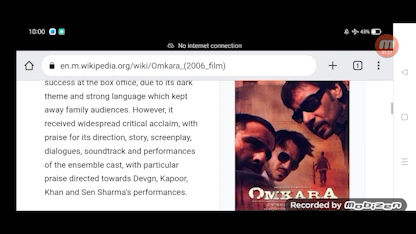 10:00
43%
No internet connection
en.m.wikipedia.org/wiki/Omkara_(2006_film)
success at the box office, due to its dark
theme and strong language which kept
away family audiences. However, it
received widespread critical acclaim, with
praise for its direction, story, screenplay,
dialogues, soundtrack and performances
of the ensemble cast, with particular
praise directed towards Devgn, Kapoor,
Khan and Sen Sharma's performances.
OMKARA
Recorded by Mobizen